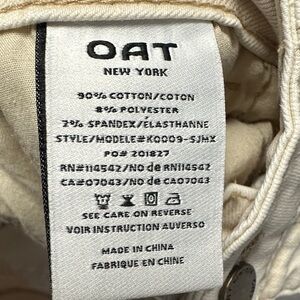 OAT
NEW YORK
90% COTTON/COTON
8% POLYESTER
2% SPANDEX/ÉLASTHANNE
STYLE/MODELE#K0009-SJMX
PO# 201827
RN#114542/NO de RN114542
CA#07043/NO de CA07043
SEE CARE ON REVERSE
VOIR INSTRUCTION AUVERSO
MADE IN CHINA
FABRIQUE EN CHINE